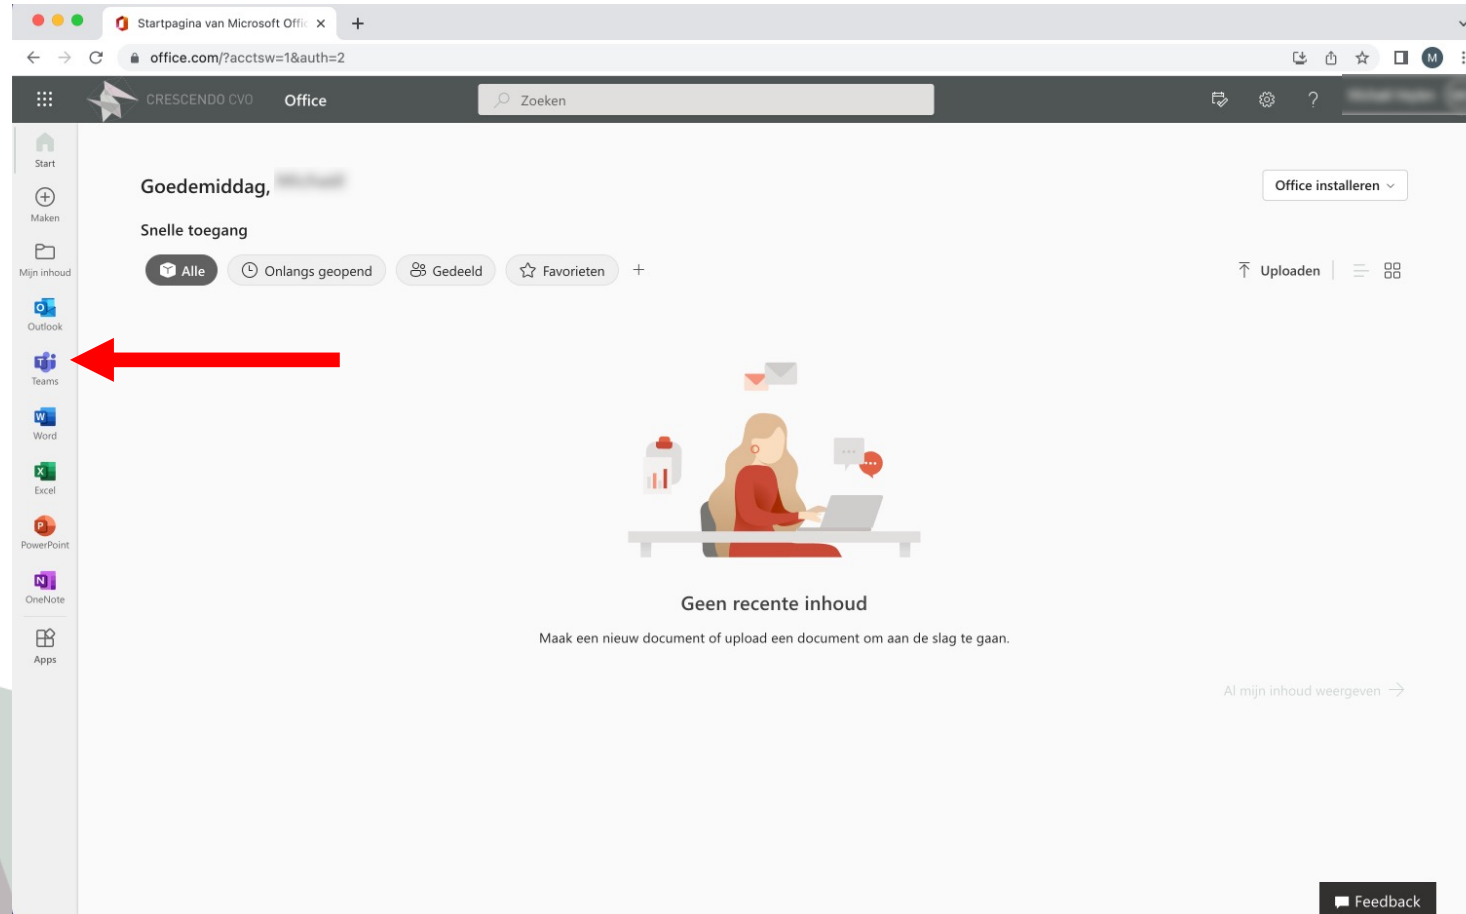 Startpagina van Microsoft Offic
office.com/?acctsw=1&auth=2
M
CRESCENDO CVO
Office
Zoeken
Start
Maken
Mijn inhoud
Outlook
Teams
Word
Excel
PowerPoint
OneNote
Apps
Goedemiddag,
Office installeren
Snelle toegang
Alle
Onlangs geopend
Gedeeld
Favorieten
Uploaden
Geen recente inhoud
Maak een nieuw document of upload een document om aan de slag te gaan.
Al mijn inhoud weergeven
Feedback